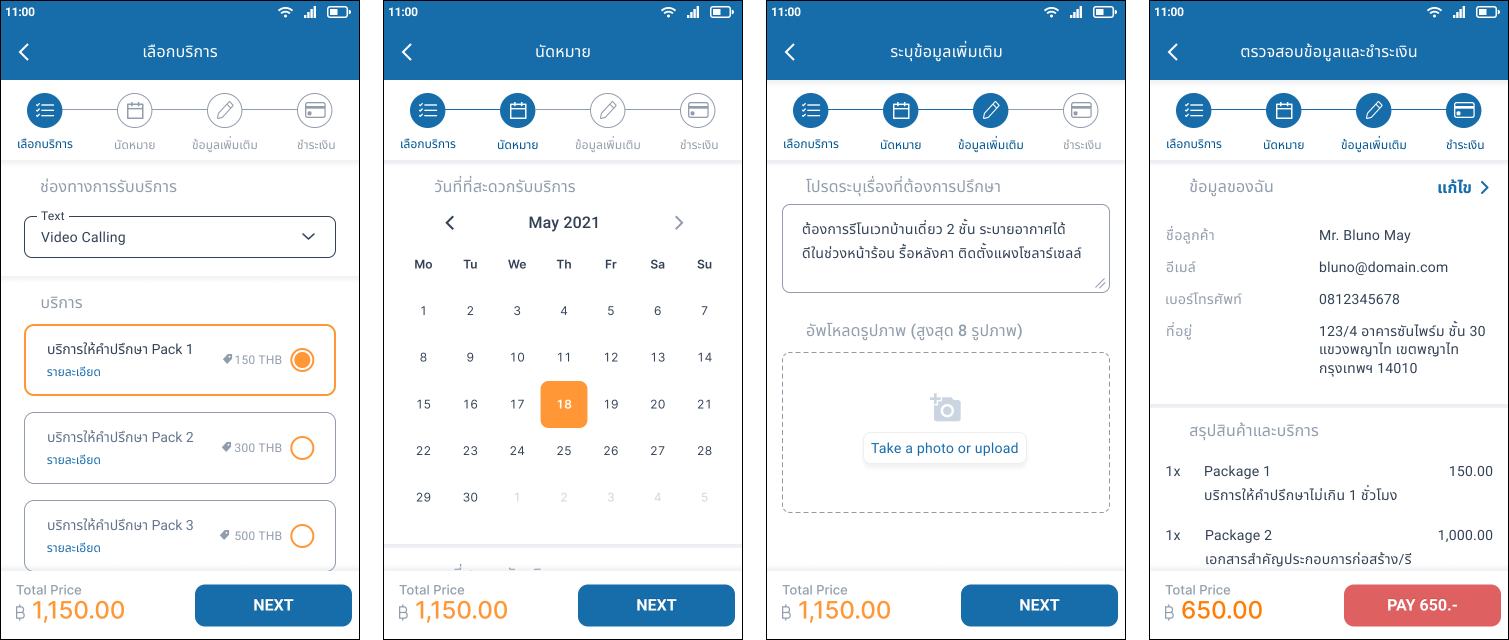 11:00
เลือกบริการ
เลือกบริการ
นัดหมาย
ข้อมูลเพิ่มเติม
ชำระเงิน
ช่องทางการรับบริการ
Text
Video Calling
บริการ
บริการให้คำปรึกษา Pack 1
150 THB
รายละเอียด
บริการให้คำปรึกษา Pack 2
300 THB
รายละเอียด
บริการให้คำปรึกษา Pack 3
500 THB
รายละเอียด
Total Price
฿ 1,150.00
NEXT
11:00
นัดหมาย
เลือกบริการ
นัดหมาย
ข้อมูลเพิ่มเติม
ชำระเงิน
วันที่ที่สะดวกรับบริการ
May 2021
Mo Tu We Th Fr Sa Su
1 2 3 4 5 6 7
8 9 10 11 12 13 14
15 16 17 18 19 20 21
22 23 24 25 26 27 28
29 30 1 2 3 4 5
Total Price
฿ 1,150.00
NEXT
11:00
ระบุข้อมูลเพิ่มเติม
เลือกบริการ
นัดหมาย
ข้อมูลเพิ่มเติม
ชำระเงิน
โปรดระบุเรื่องที่ต้องการปรึกษา
ต้องการรีโนเวทบ้านเดี่ยว 2 ชั้น ระบายอากาศได้
ดีในช่วงหน้าร้อน รื้อหลังคา ติดตั้งแผงโซลาร์เซลล์
อัพโหลดรูปภาพ (สูงสุด 8 รูปภาพ)
Take a photo or upload
Total Price
฿ 1,150.00
NEXT
11:00
ตรวจสอบข้อมูลและชำระเงิน
เลือกบริการ
นัดหมาย
ข้อมูลเพิ่มเติม
ชำระเงิน
ข้อมูลของฉัน
แก้ไข
ชื่อลูกค้า Mr. Bluno May
อีเมล์ bluno@domain.com
เบอร์โทรศัพท์ 0812345678
ที่อยู่ 123/4 อาคารซันไพร์ม ชั้น 30
แขวงพญาไท เขตพญาไท
กรุงเทพฯ 14010
สรุปสินค้าและบริการ
1x Package 1 150.00
บริการให้คำปรึกษาไม่เกิน 1 ชั่วโมง
1x Package 2 1,000.00
เอกสารสำคัญประกอบการก่อสร้าง/รี
Total Price
฿ 650.00
PAY 650.-